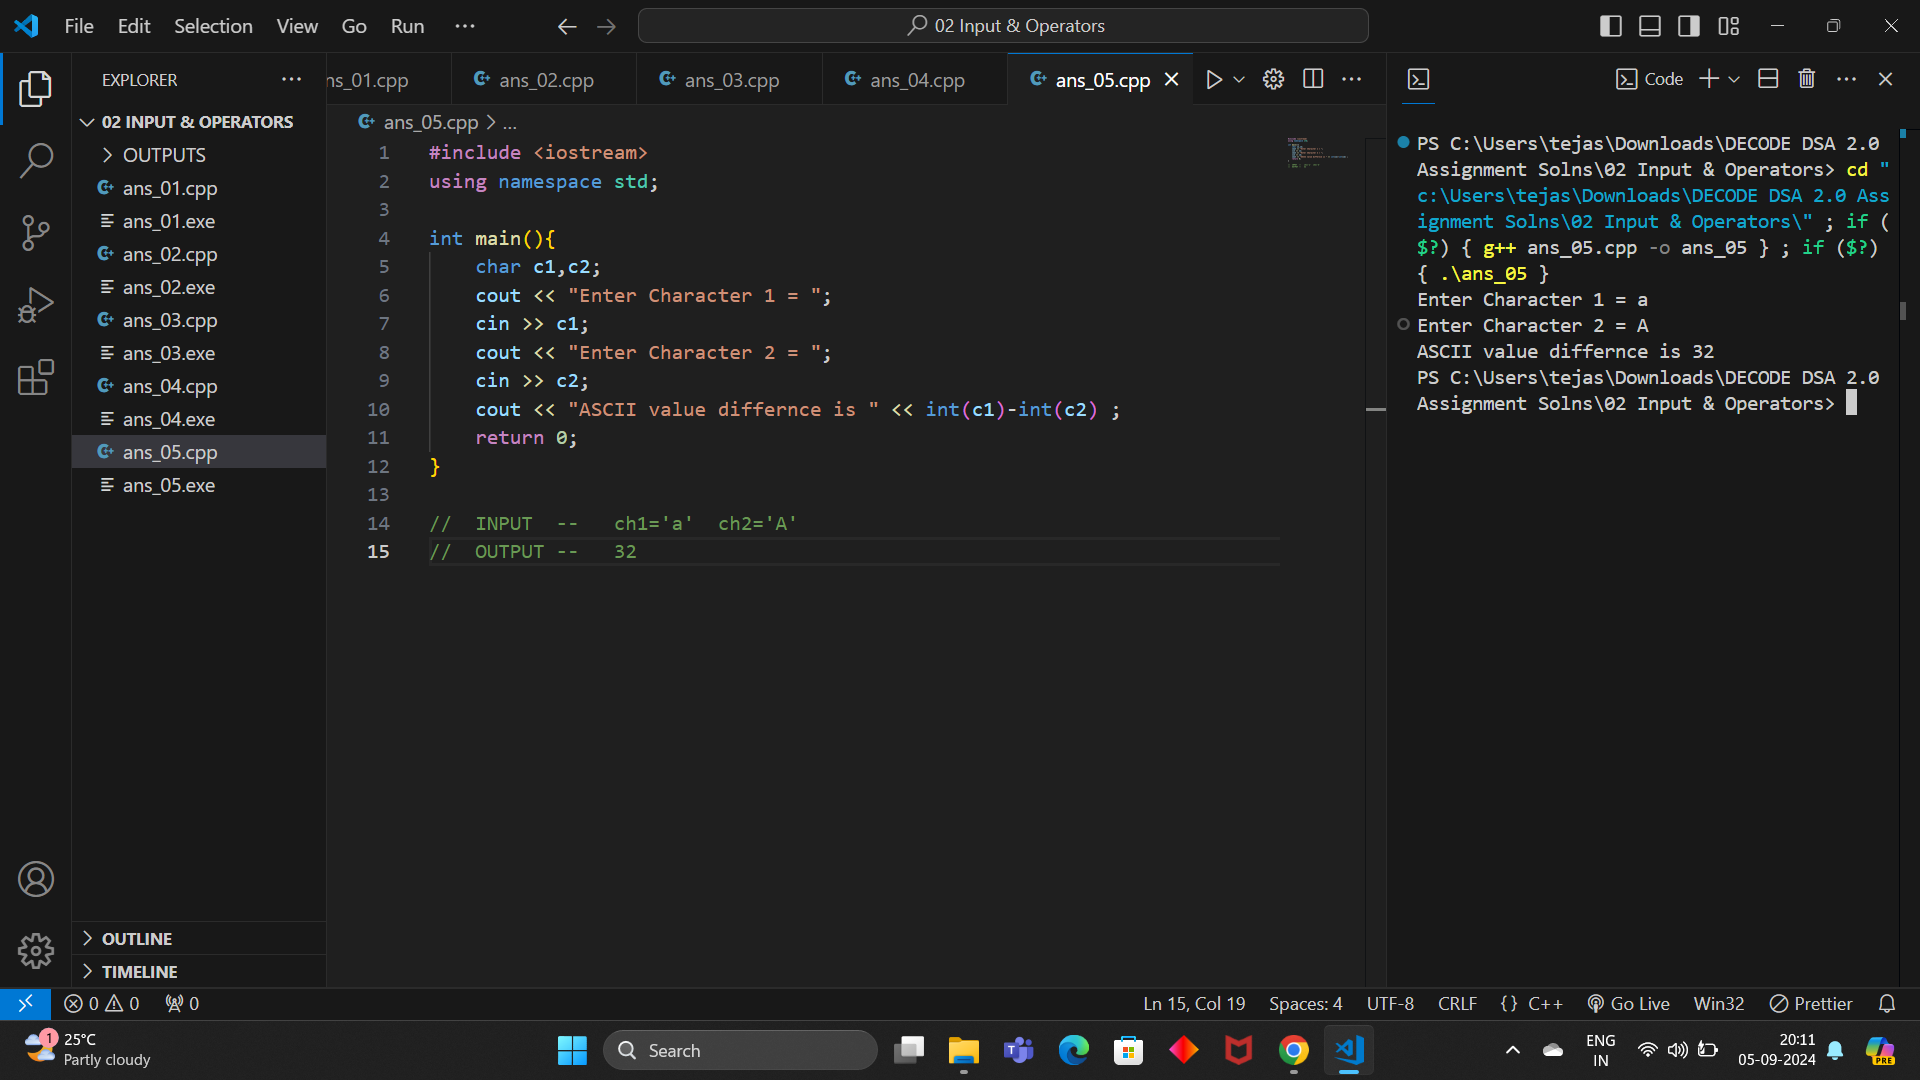 File Edit Selection View Go Run ···
02 Input & Operators
EXPLORER
02 INPUT & OPERATORS
OUTPUTS
ans_01.cpp
ans_01.exe
ans_02.cpp
ans_02.exe
ans_03.cpp
ans_03.exe
ans_04.cpp
ans_04.exe
ans_05.cpp
ans_05.exe
OUTLINE
TIMELINE
ns_01.cpp ans_02.cpp ans_03.cpp ans_04.cpp ans_05.cpp
ans_05.cpp > ...
1 #include <iostream>
2 using namespace std;
3
4 int main(){
5 char c1,c2;
6 cout << "Enter Character 1 = ";
7 cin >> c1;
8 cout << "Enter Character 2 = ";
9 cin >> c2;
10 cout << "ASCII value differnce is " << int(c1)-int(c2) ;
11 return 0;
12 }
13
14 // INPUT -- ch1='a' ch2='A'
15 // OUTPUT -- 32
Code
PS C:\Users\tejas\Downloads\DECODE DSA 2.0
Assignment Solns\02 Input & Operators> cd "
c:\Users\tejas\Downloads\DECODE DSA 2.0 Ass
ignment Solns\02 Input & Operators\" ; if (
$?) { g++ ans_05.cpp -o ans_05 } ; if ($?)
{ .\ans_05 }
Enter Character 1 = a
Enter Character 2 = A
ASCII value differnce is 32
PS C:\Users\tejas\Downloads\DECODE DSA 2.0
Assignment Solns\02 Input & Operators>
0 0 0
Ln 15, Col 19 Spaces: 4 UTF-8 CRLF {} C++ Go Live Win32 Prettier
1
25°C
Partly cloudy
Search
ENG
IN
20:11
05-09-2024
PRE